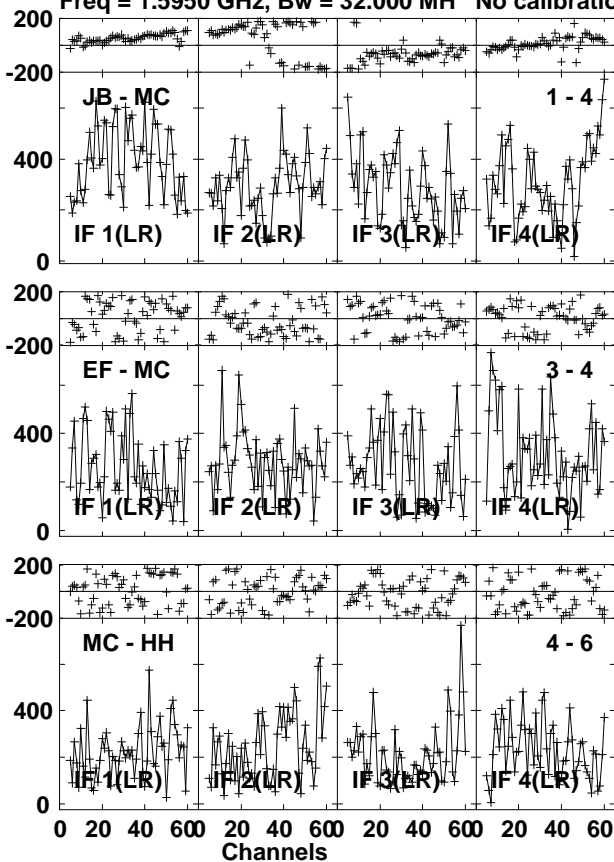 Freq = 1.5950 GHz, Bw = 32.000 MH No calibratio
200
-200
JB - MC 1 - 4
400
IF 1(LR) IF 2(LR) IF 3(LR) IF 4(LR)
0
200
-200
EF - MC 3 - 4
400
IF 1(LR) IF 2(LR) IF 3(LR) IF 4(LR)
0
200
-200
MC - HH 4 - 6
400
IF 1(LR) IF 2(LR) IF 3(LR) IF 4(LR)
0
0 20 40 600 20 40 600 20 40 600 20 40 60
Channels